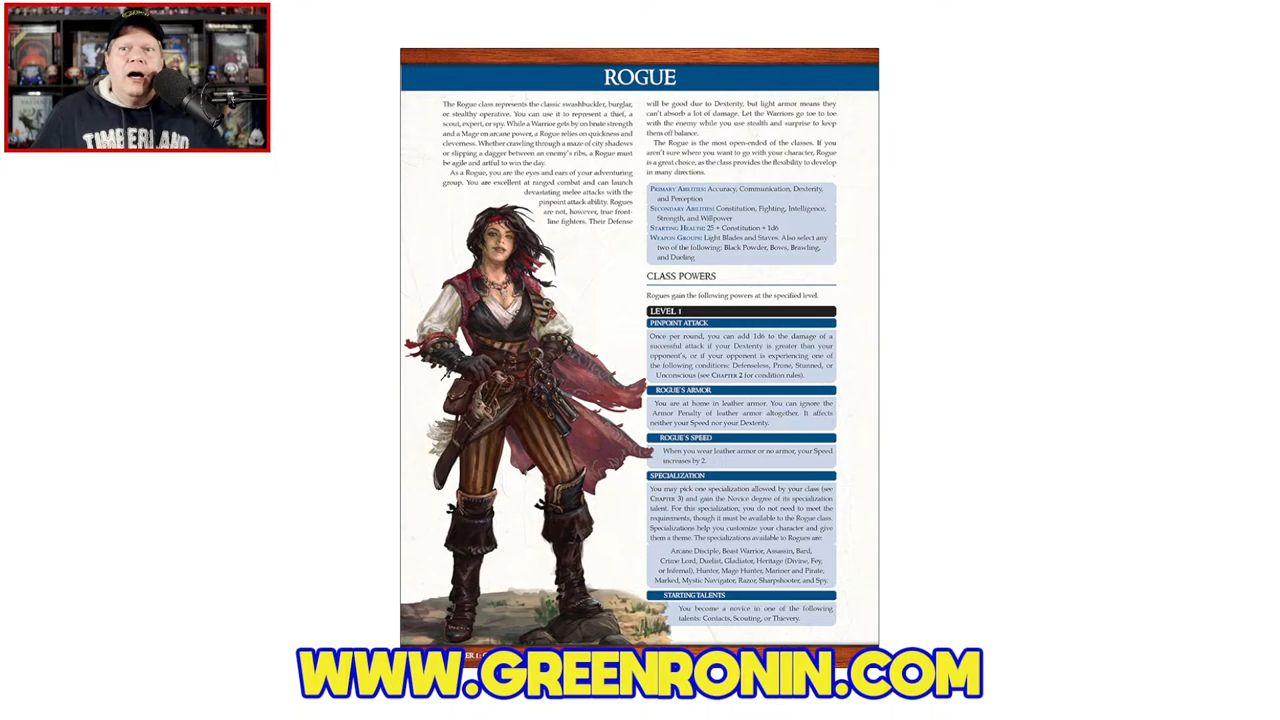 TIMBERLAND
ROGUE
The Rogue class represents the classic swashbuckler, burglar,
or stealthy operative. You can use it to represent a thief, a
scout, expert, or spy. While a Warrior gets by on brute strength
and a Mage on arcane power, a Rogue relies on quickness and
cleverness. Whether crawling through a maze of city shadows
or slipping a dagger between an enemy's ribs, a Rogue must
be agile and artful to win the day.
As a Rogue, you are the eyes and ears of your adventuring
group. You are excellent at ranged combat and can launch
devastating melee attacks with the
pinpoint attack ability. Rogues
are not, however, true front-
line fighters. Their Defense
will be good due to Dexterity, but light armor means they
can't absorb a lot of damage. Let the Warriors go toe to toe
with the enemy while you use stealth and surprise to keep
them off balance.
The Rogue is the most open-ended of the classes. If you
aren't sure where you want to go with your character, Rogue
is a great choice, as the class provides the flexibility to develop
in many directions.
PRIMARY ABILITIES: Accuracy, Communication, Dexterity,
and Perception
SECONDARY ABILITIES: Constitution, Fighting, Intelligence,
Strength, and Willpower
STARTING HEALTH: 25 + Constitution + 1d6
WEAPON GROUPS: Light Blades and Staves. Also select any
two of the following: Black Powder, Bows, Brawling,
and Dueling
CLASS POWERS
Rogues gain the following powers at the specified level.
LEVEL 1
PINPOINT ATTACK
Once per round, you can add 1d6 to the damage of a
successful attack if your Dexterity is greater than your
opponent's, or if your opponent is experiencing one of
the following conditions: Defenseless, Prone, Stunned, or
Unconscious (see CHAPTER 2 for condition rules).
ROGUE'S ARMOR
You are at home in leather armor. You can ignore the
Armor Penalty of leather armor altogether. It affects
neither your Speed nor your Dexterity.
ROGUE'S SPEED
When you wear leather armor or no armor, your Speed
increases by 2.
SPECIALIZATION
You may pick one specialization allowed by your class (see
CHAPTER 3) and gain the Novice degree of its specialization
talent. For this specialization, you do not need to meet the
requirements, though it must be available to the Rogue class.
Specializations help you customize your character and give
them a theme. The specializations available to Rogues are:
Arcane Disciple, Beast Warrior, Assassin, Bard,
Crime Lord, Duelist, Gladiator, Heritage (Divine, Fey,
or Infernal), Hunter, Mage Hunter, Mariner and Pirate,
Marked, Mystic Navigator, Razor, Sharpshooter, and Spy.
STARTING TALENTS
You become a novice in one of the following
talents: Contacts, Scouting, or Thievery.
WWW.GREENRONIN.COM